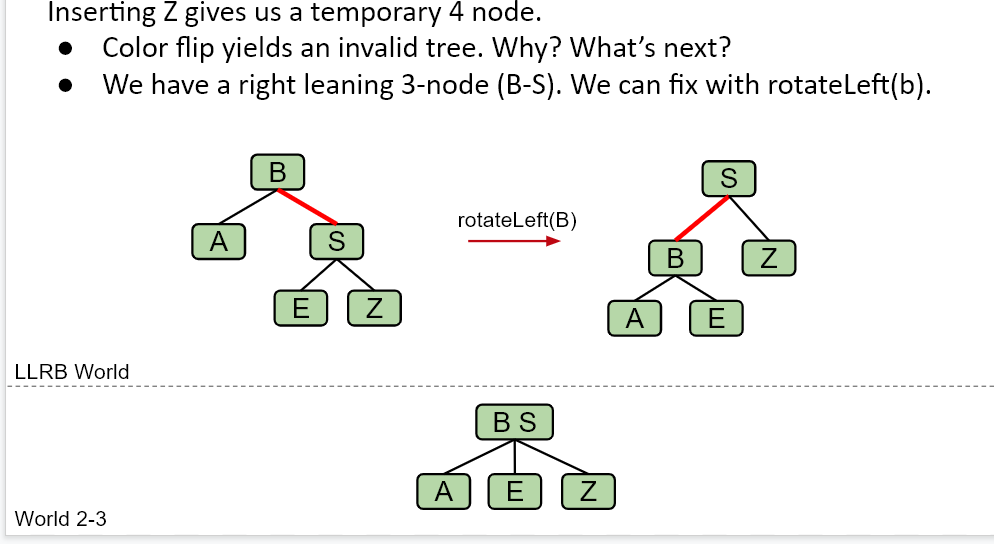 Inserting Z gives us a temporary 4 node.
● Color flip yields an invalid tree. Why? What's next?
● We have a right leaning 3-node (B-S). We can fix with rotateLeft(b).
B
S
rotateLeft(B)
A
S
B
Z
E
Z
A
E
LLRB World
B S
A
E
Z
World 2-3